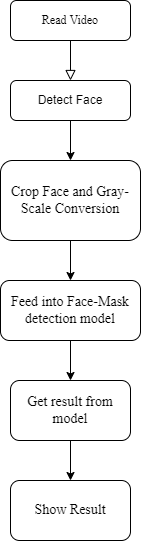 Read Video
Detect Face
Crop Face and Gray-
Scale Conversion
Feed into Face-Mask
detection model
Get result from
model
Show Result